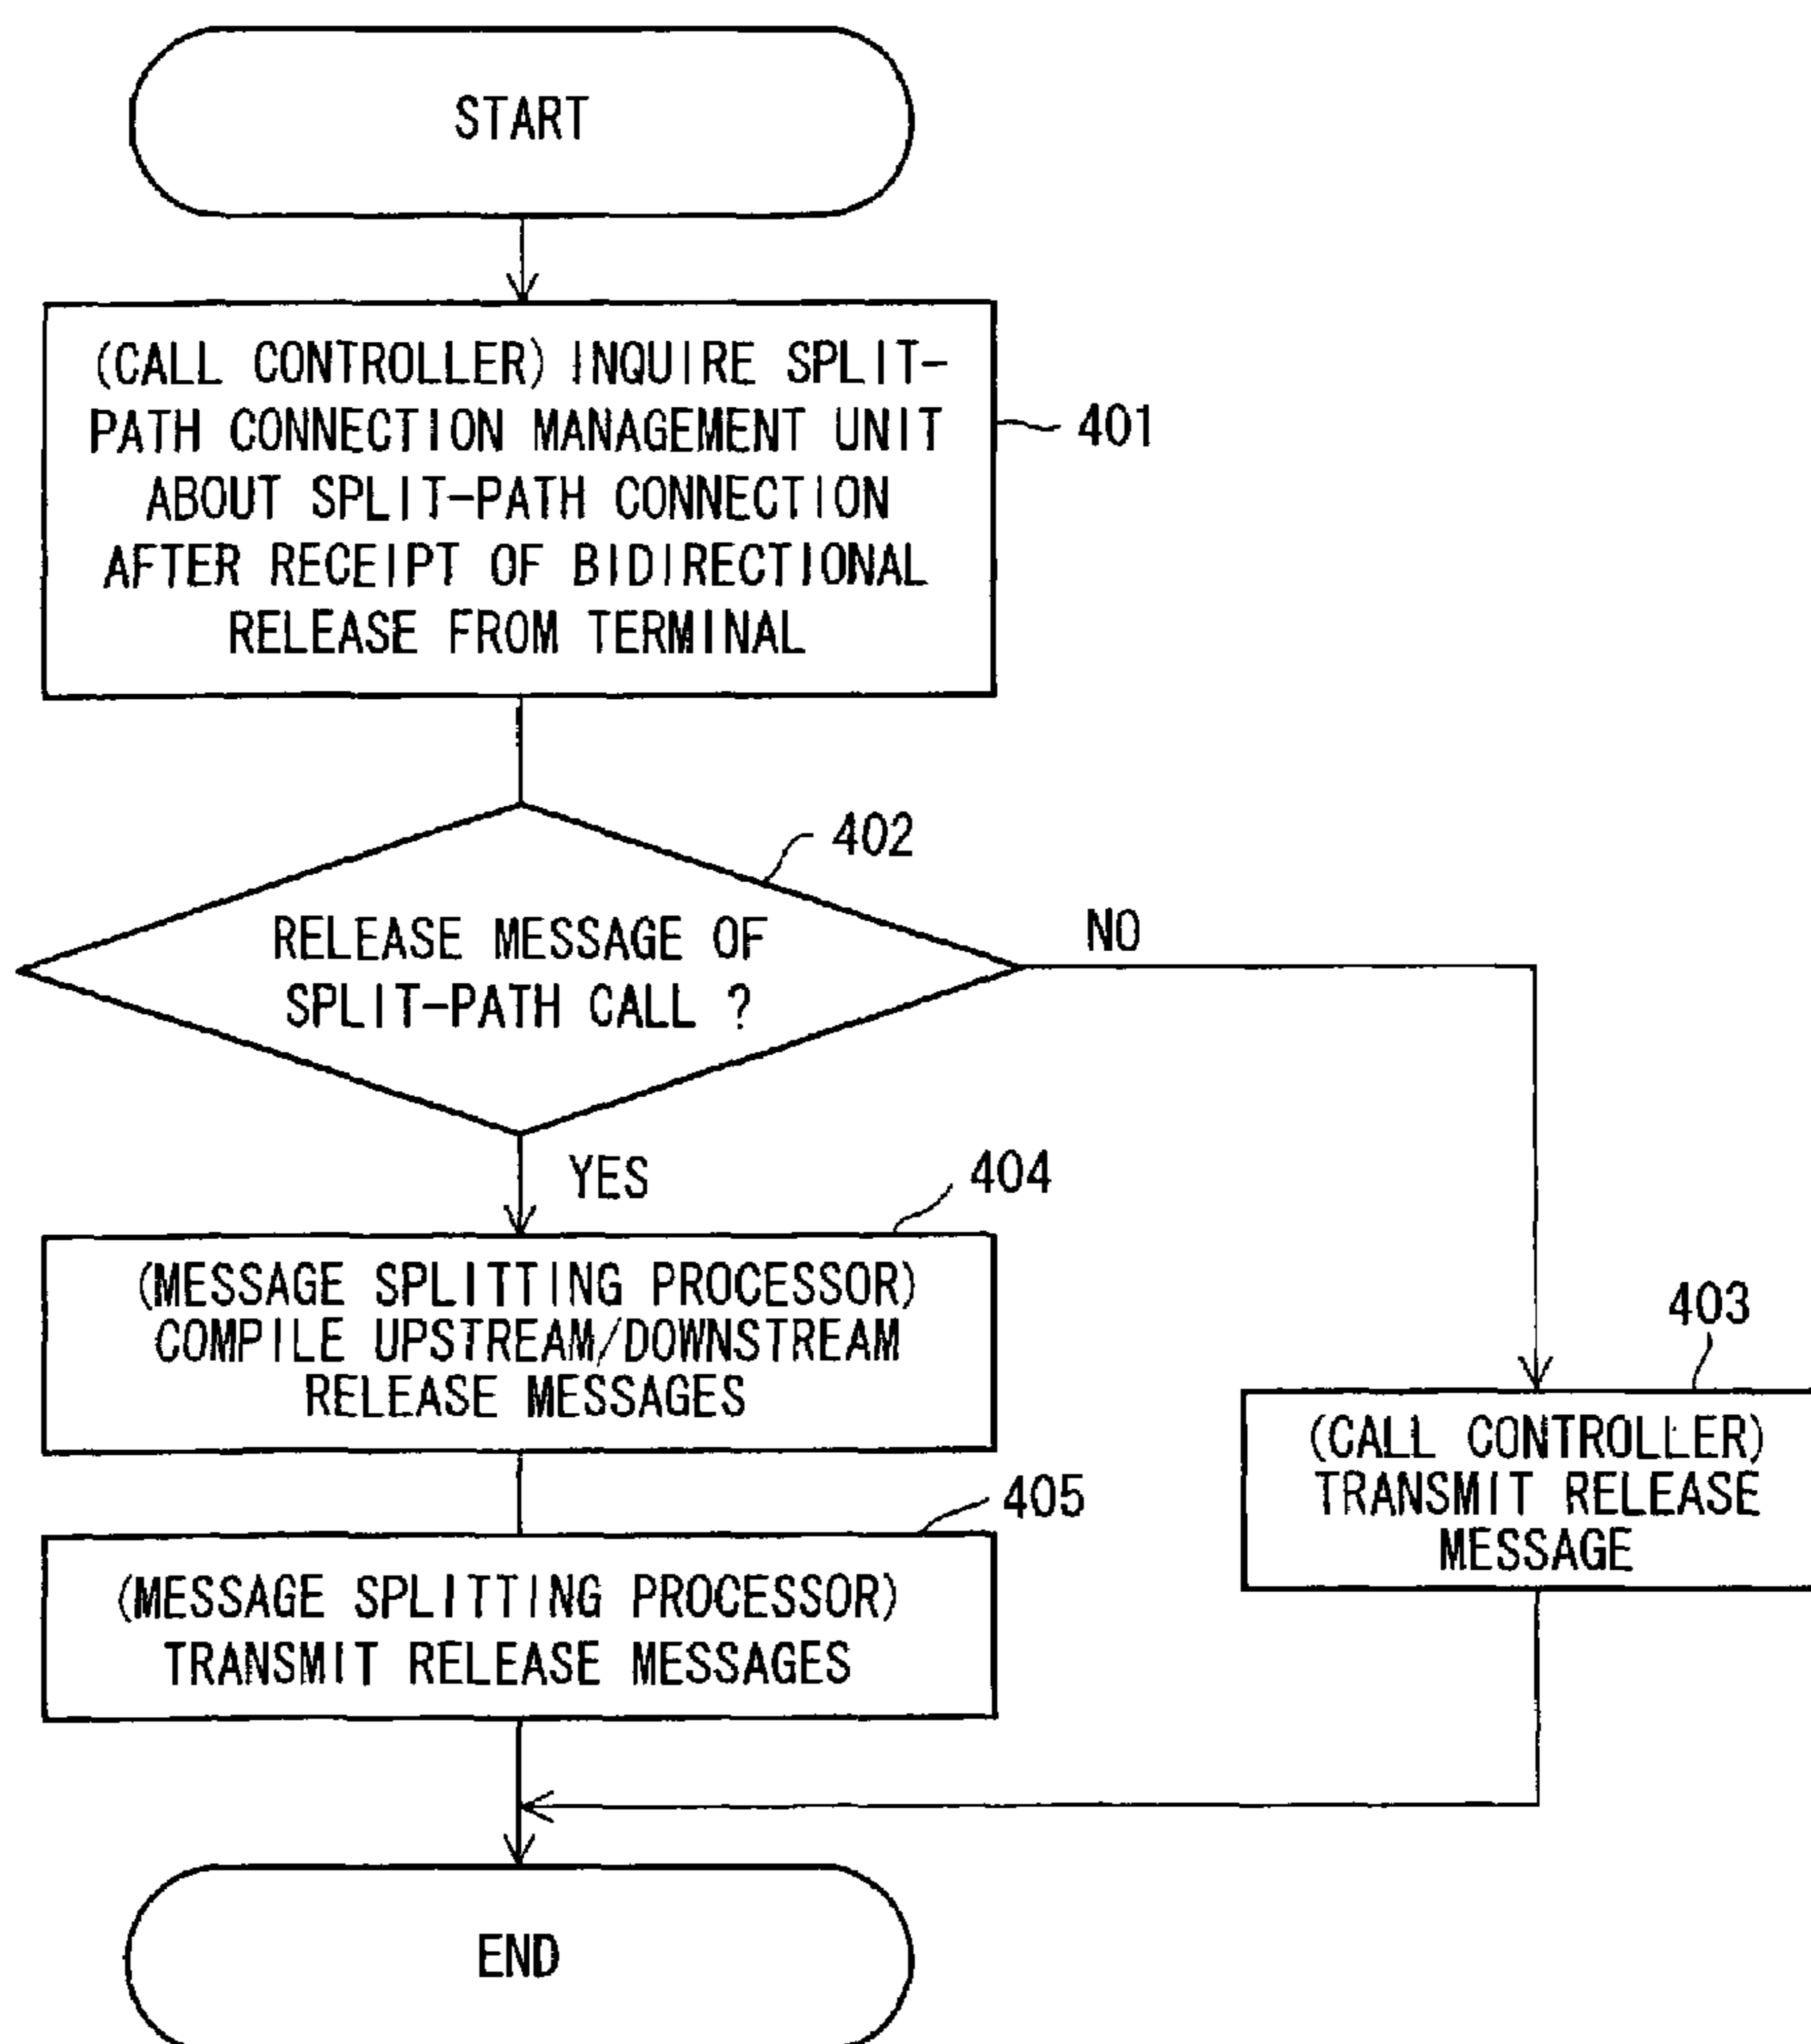 START
(CALL CONTROLLER) INQUIRE SPLIT-
PATH CONNECTION MANAGEMENT UNIT
ABOUT SPLIT-PATH CONNECTION
AFTER RECEIPT OF BIDIRECTIONAL
RELEASE FROM TERMINAL
401
402
RELEASE MESSAGE OF
SPLIT-PATH CALL ?
NO
YES
404
(MESSAGE SPLITTING PROCESSOR)
COMPILE UPSTREAM/DOWNSTREAM
RELEASE MESSAGES
403
(CALL CONTROLLER)
TRANSMIT RELEASE
MESSAGE
405
(MESSAGE SPLITTING PROCESSOR)
TRANSMIT RELEASE MESSAGES
END